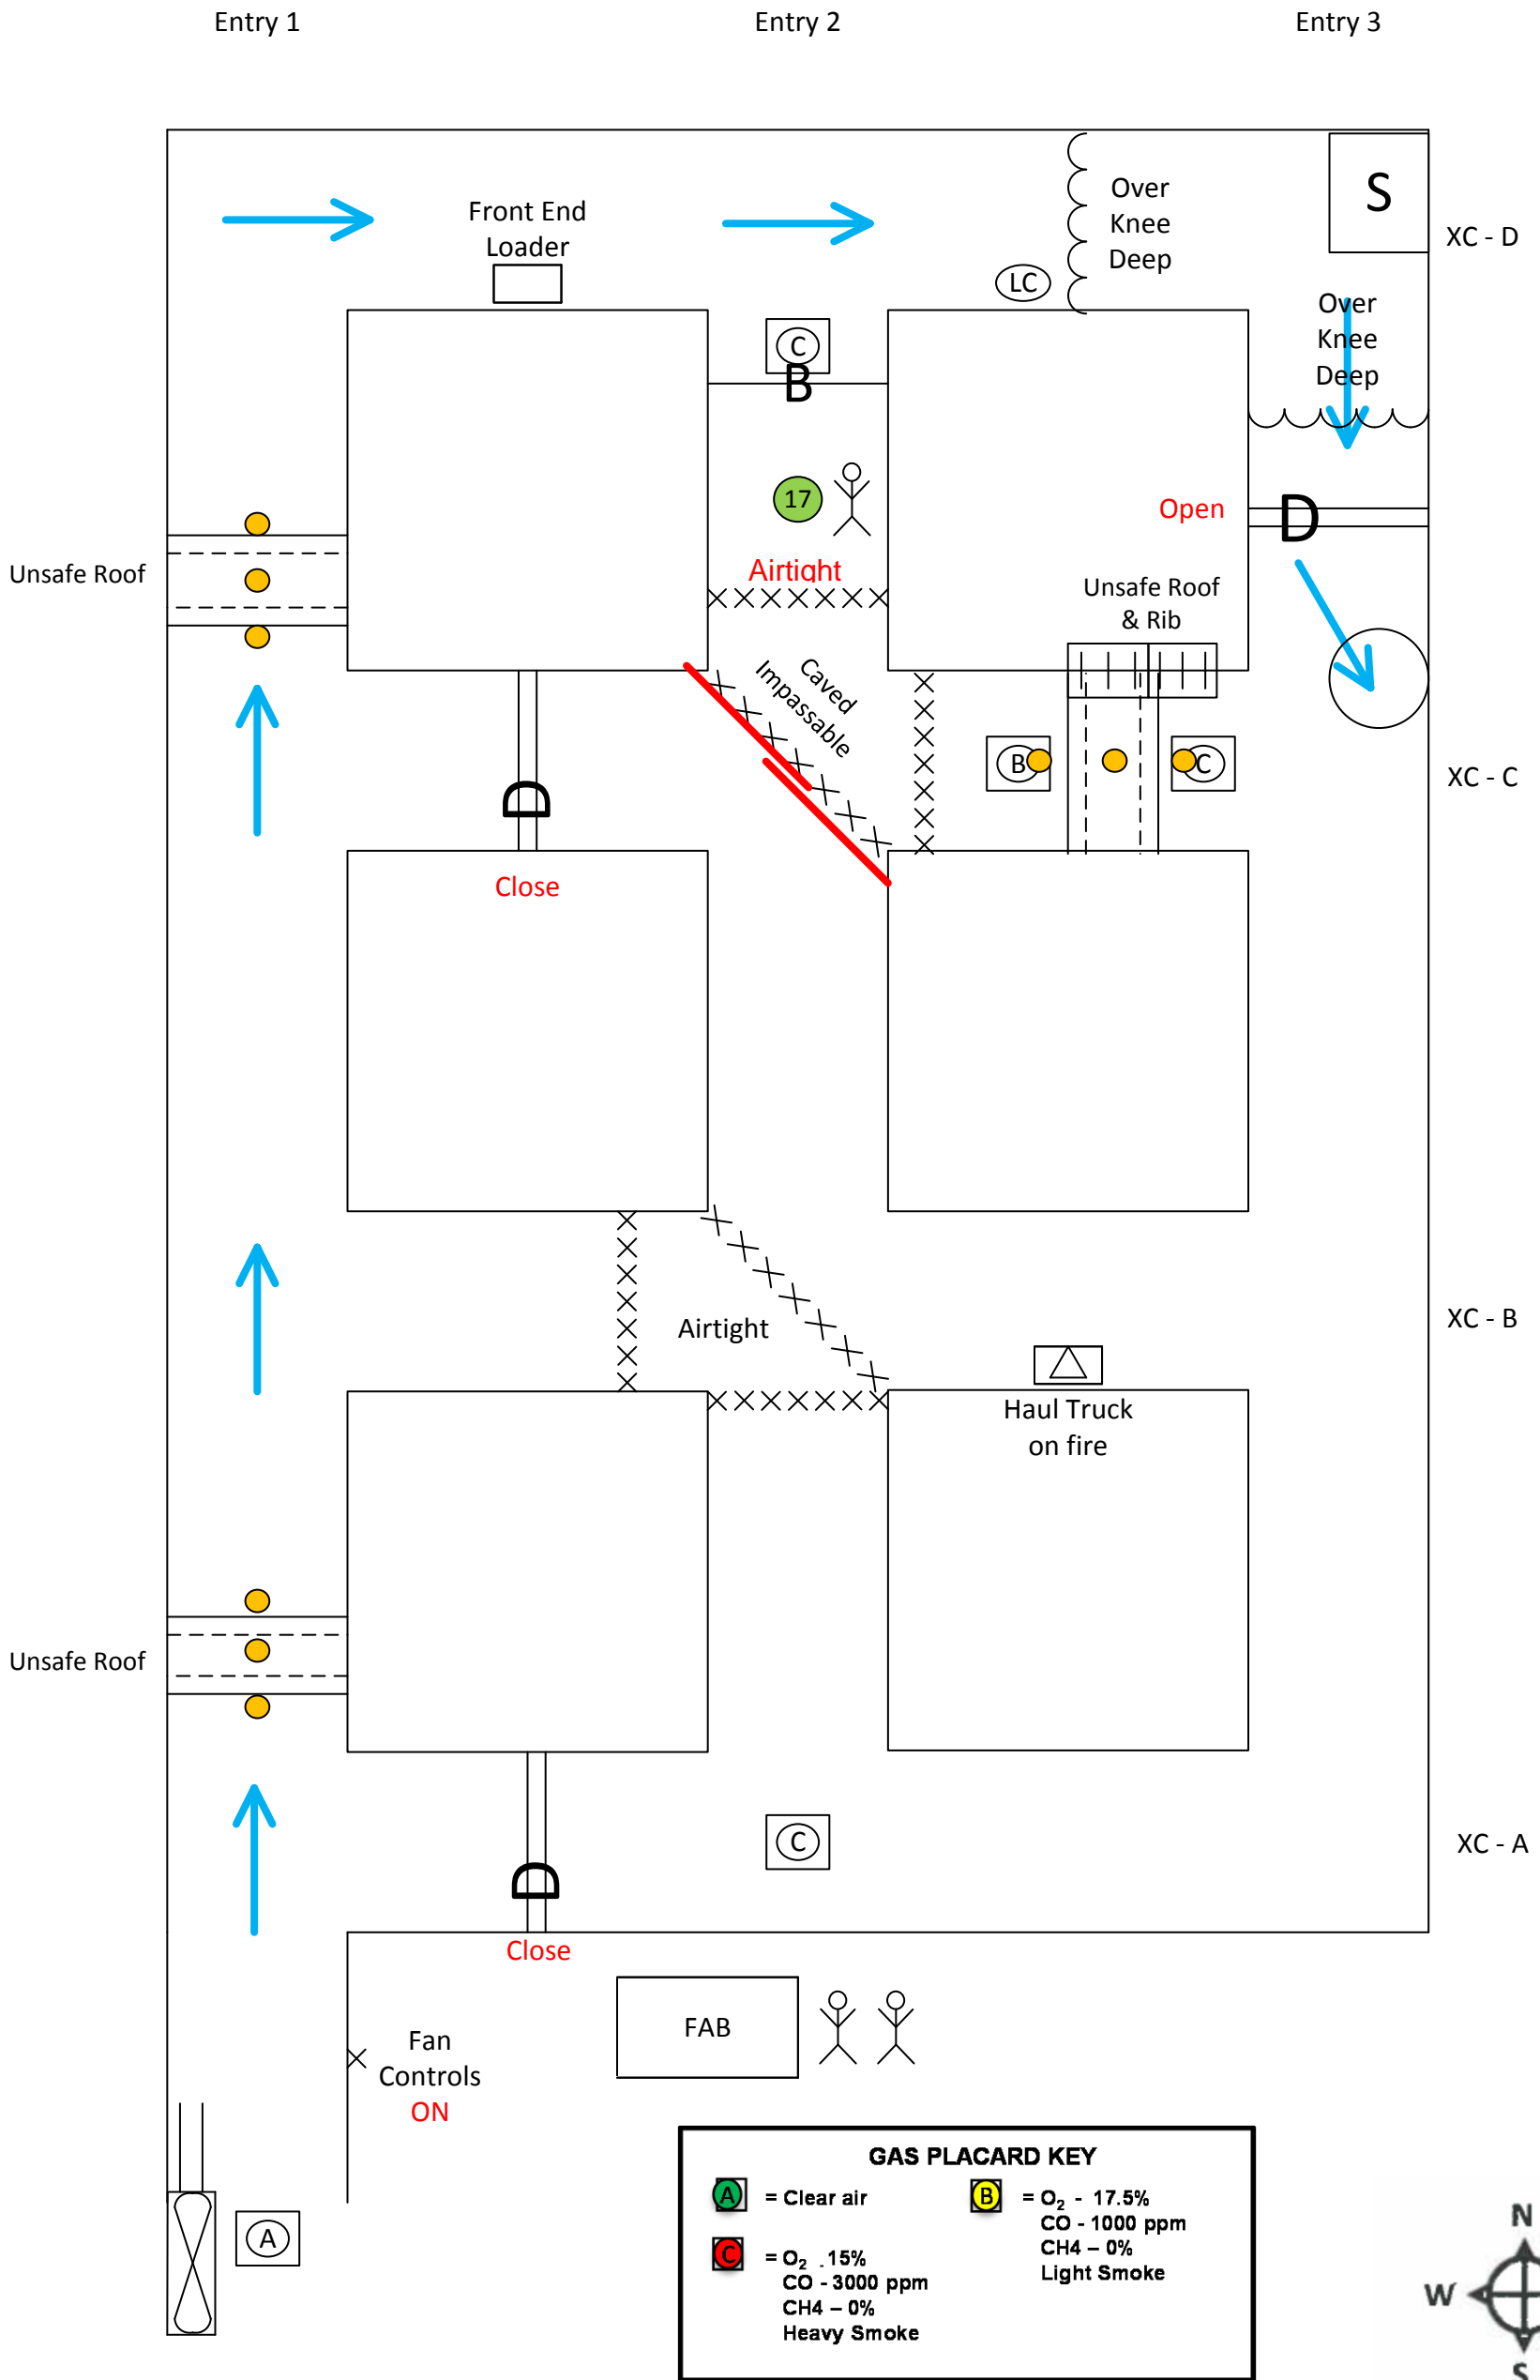 Entry 1
Entry 2
Entry 3
S
Over
Knee
Deep
Front End
Loader
XC - D
LC
Over
Knee
Deep
C
B
17
Open
D
Airtight
Unsafe Roof
Unsafe Roof
& Rib
Caved
Impassable
B
C
XC - C
D
Close
XC - B
Airtight
Haul Truck
on fire
Unsafe Roof
C
XC - A
D
Close
FAB
Fan
Controls
ON
GAS PLACARD KEY
A = Clear air
B = O2 - 17.5%
CO - 1000 ppm
CH4 – 0%
Light Smoke
C = O2 . 15%
CO - 3000 ppm
CH4 – 0%
Heavy Smoke
A
N
W
S